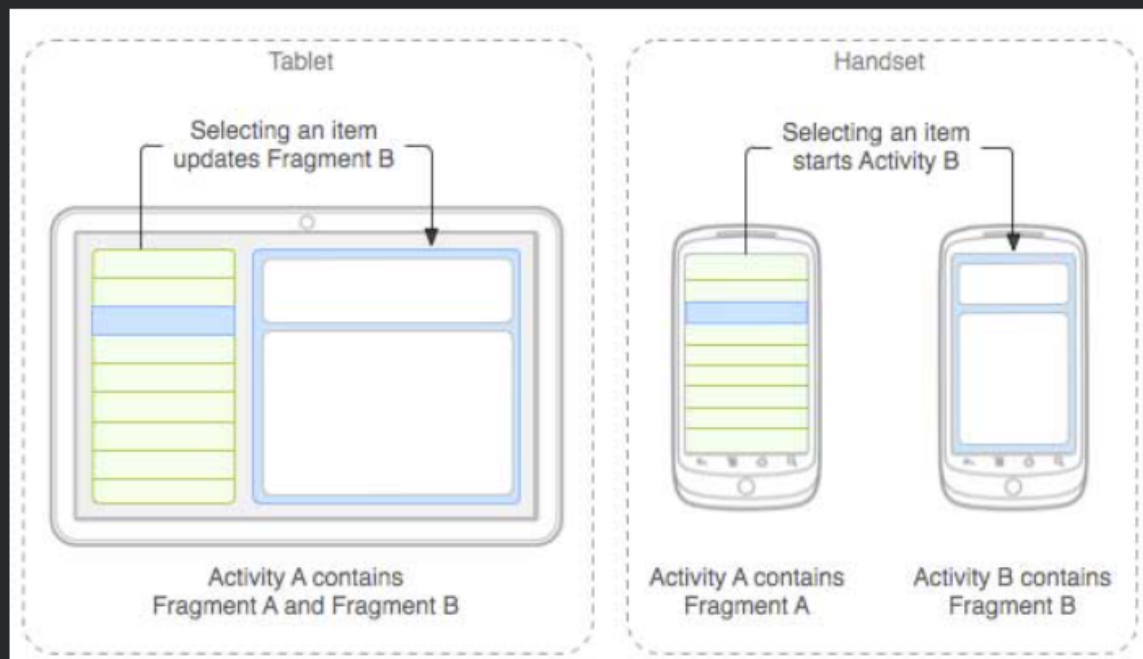 Tablet
Selecting an item
updates Fragment B
Activity A contains
Fragment A and Fragment B
Handset
Selecting an item
starts Activity B
Activity A contains
Fragment A
Activity B contains
Fragment B